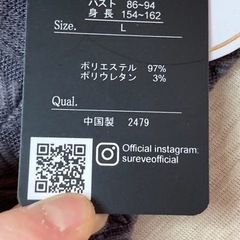 バスト 86~94
身 長 154~162
Size. L
ポリエステル 97%
ポリウレタン 3%
Qual.
中国製 2479
Official instagram:
sureveofficial